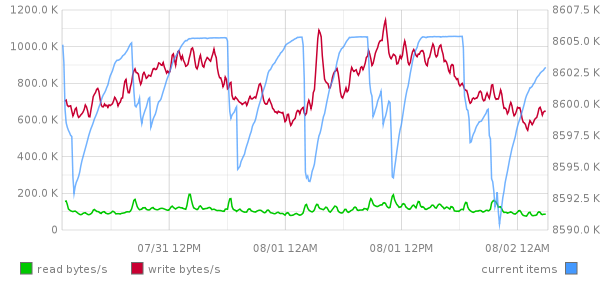 1200.0 K
1000.0 K
800.0 K
600.0 K
400.0 K
200.0 K
0
8607.5 K
8605.0 K
8602.5 K
8600.0 K
8597.5 K
8595.0 K
8592.5 K
8590.0 K
07/31 12PM 08/01 12AM 08/01 12PM 08/02 12AM
read bytes/s write bytes/s current items